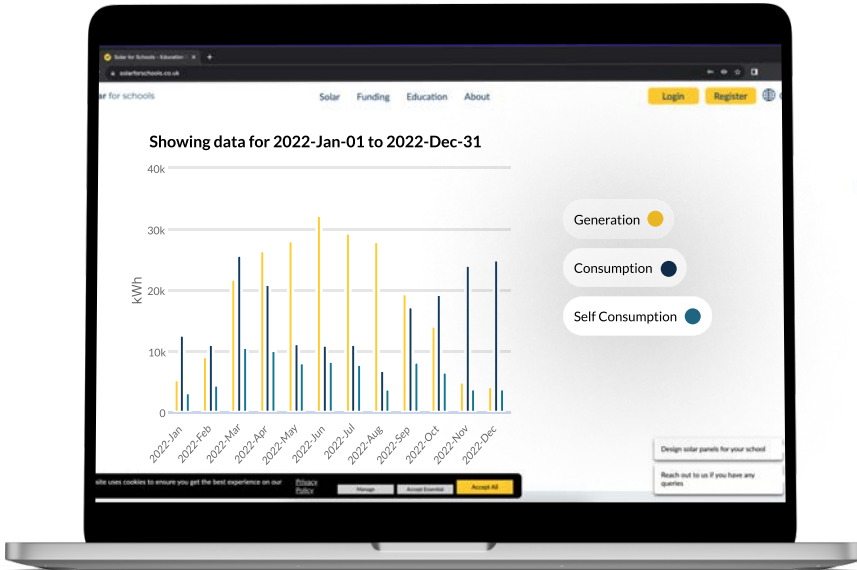 Solar for Schools - Education
solarforschools.co.uk
ar for schools
Solar
Funding
Education
About
Login
Register
Showing data for 2022-Jan-01 to 2022-Dec-31
40k
30k
20k
10k
0
kWh
2022-Jan
2022-Feb
2022-Mar
2022-Apr
2022-May
2022-Jun
2022-Jul
2022-Aug
2022-Sep
2022-Oct
2022-Nov
2022-Dec
Generation
Consumption
Self Consumption
Design solar panels for your school
Reach out to us if you have any
queries
site uses cookies to ensure you get the best experience on our
Privacy
Policy
Manage
Accept Essential
Accept All